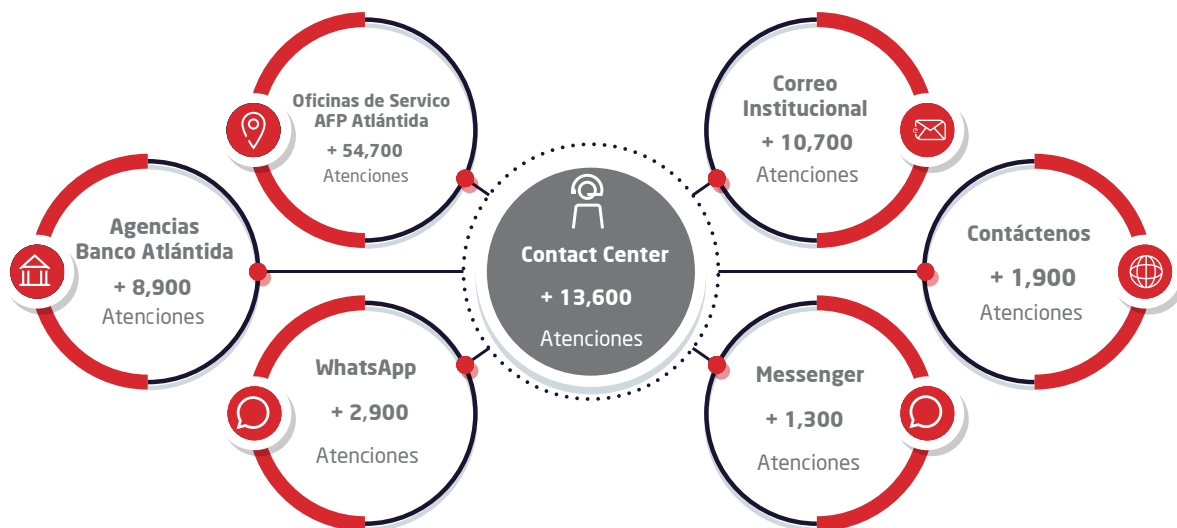 Oficinas de Servico
AFP Atlántida
+ 54,700
Atenciones
Correo
Institucional
+ 10,700
Atenciones
Agencias
Banco Atlántida
+ 8,900
Atenciones
Contact Center
+ 13,600
Atenciones
Contáctenos
+ 1,900
Atenciones
WhatsApp
+ 2,900
Atenciones
Messenger
+ 1,300
Atenciones